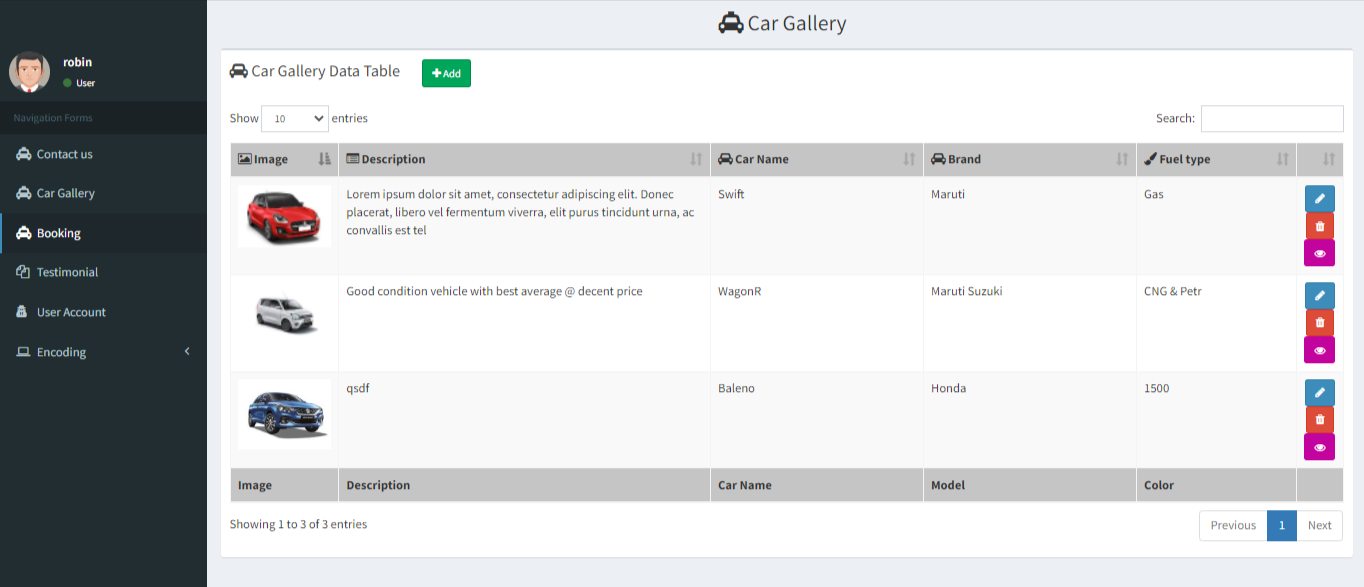 Car Gallery
robin
User
Navigation Forms
Contact us
Car Gallery
Booking
Testimonial
User Account
Encoding
Car Gallery Data Table
Add
Show 10 entries
Search:
Image Description Car Name Brand Fuel type
Lorem ipsum dolor sit amet, consectetur adipiscing elit. Donec
placerat, libero vel fermentum viverra, elit purus tincidunt urna, ac
convallis est tel
Swift
Maruti
Gas
Good condition vehicle with best average @ decent price
WagonR
Maruti Suzuki
CNG & Petr
qsdf
Baleno
Honda
1500
Image Description Car Name Model Color
Showing 1 to 3 of 3 entries
Previous 1 Next